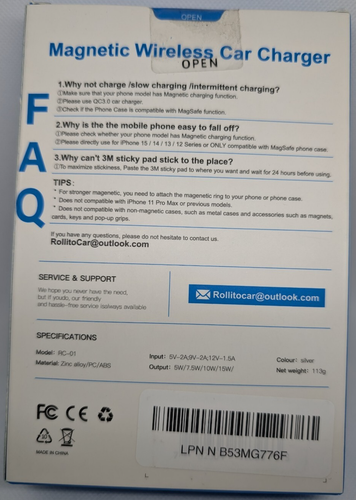 OPEN
Magnetic Wireless Car Charger
OPEN
FAQ
1.Why not charge /slow charging /intermittent charging?
①Make sure that your phone model has Magnetic charging function.
②Please use QC3.0 car charger.
③Check if the Phone Case is compatible with MagSafe function.
2.Why is the the mobile phone easy to fall off?
①Please check whether your phone model has Magnetic charging function.
②Please directly use for iPhone 15 / 14 / 13 / 12 Series or ONLY compatible with MagSafe phone case.
3.Why can't 3M sticky pad stick to the place?
①To maximize stickiness, Paste the 3M sticky pad to where you want and wait for 24 hours before using.
TIPS:
* For stronger magnetic, you need to attach the magnetic ring to your phone or phone case.
* Does not compatible with iPhone 11 Pro Max or previous models.
* Does not compatible with non-magnetic cases, such as metal cases and accessories such as magnets,
cards, keys and pop-up grips.
If you have any questions, please do not hesitate to contact us.
RollitoCar@outlook.com
SERVICE & SUPPORT
We hope you never have the need,
but if youdo, our friendly
and hassle-free service railways available
Rollitocar@outlook.com
SPECIFICATIONS
Model: RC-01
Material: Zinc alloy/PC/ABS
Input: 5V-2A;9V-2A;12V-1.5A
Output: 5W/7.5W/10W/15W/
Colour: silver
Net weight: 113g
FC CE
MADE IN CHINA
LPN N B53MG776F